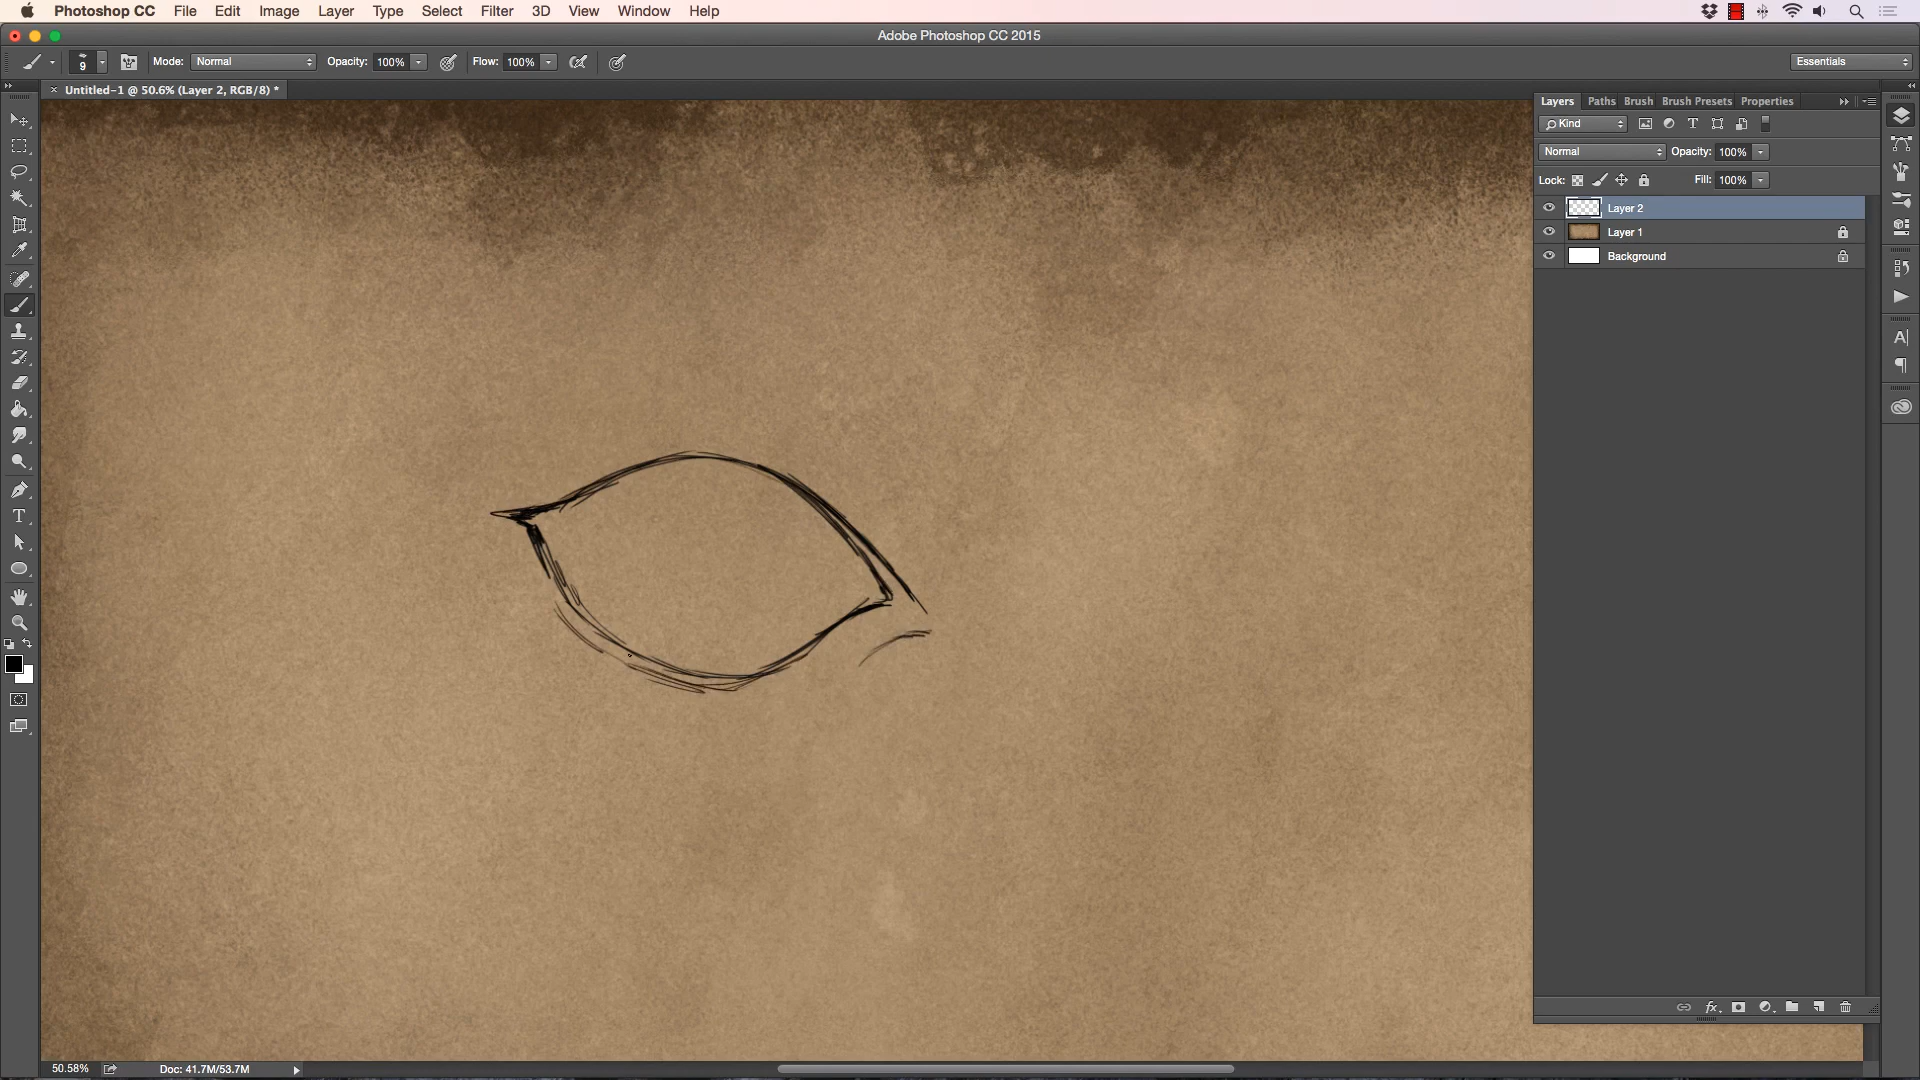 Photoshop CC File Edit Image Layer Type Select Filter 3D View Window Help
Adobe Photoshop CC 2015
9 Mode: Normal Opacity: 100% Flow: 100% Essentials
Untitled-1 @ 50.6% (Layer 2, RGB/8) *
Layers Paths Brush Brush Presets Properties
Kind
Normal Opacity: 100%
Lock: Fill: 100%
Layer 2
Layer 1
Background
50.58% Doc: 41.7M/53.7M